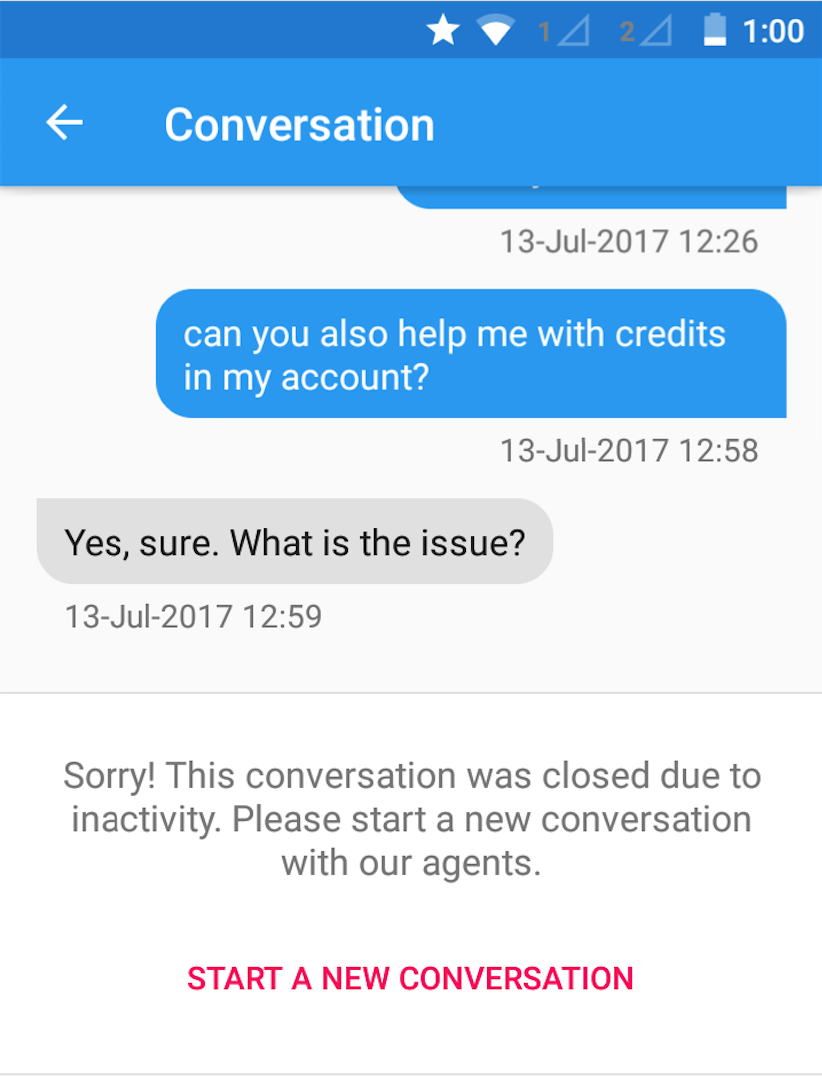 1 2 1:00
Conversation
13-Jul-2017 12:26
can you also help me with credits
in my account?
13-Jul-2017 12:58
Yes, sure. What is the issue?
13-Jul-2017 12:59
Sorry! This conversation was closed due to
inactivity. Please start a new conversation
with our agents.
START A NEW CONVERSATION